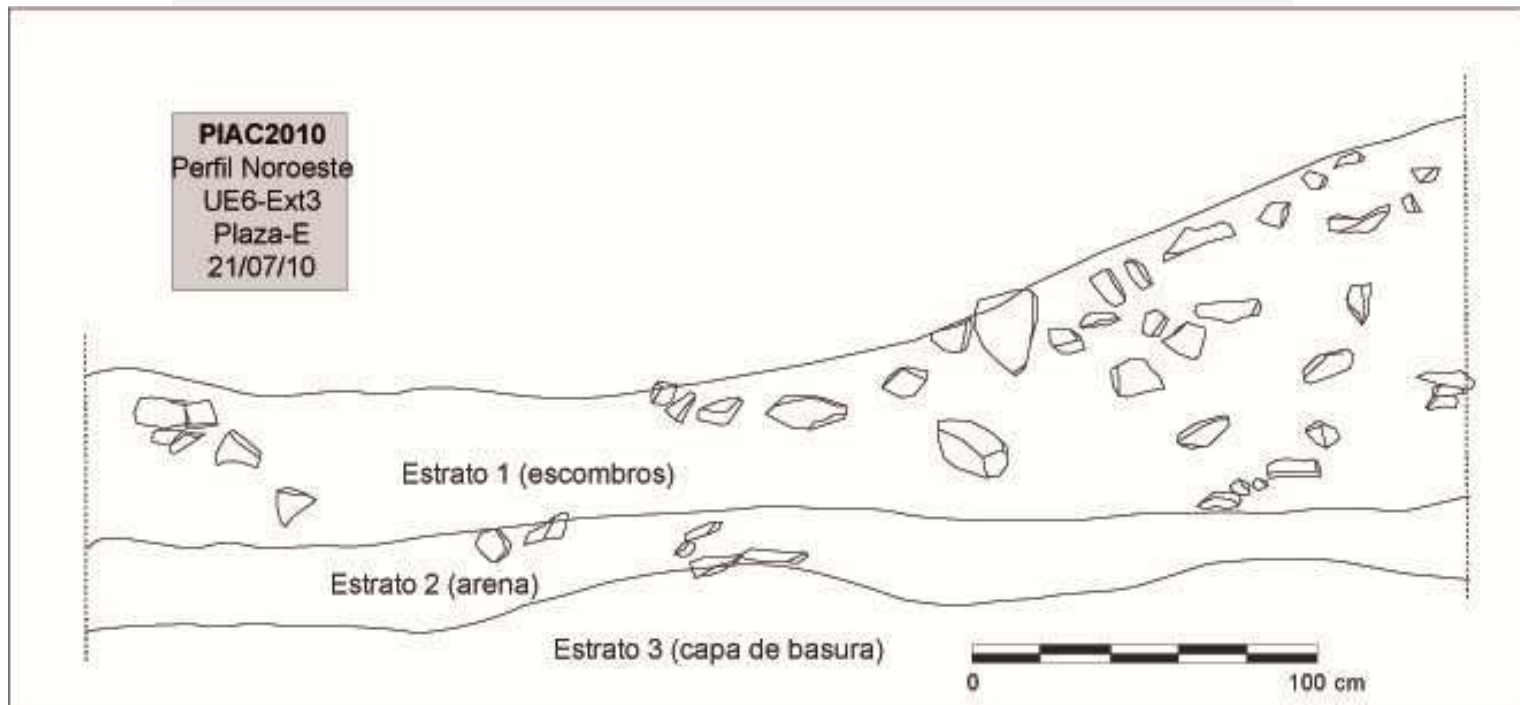 PIAC2010
Perfil Noroeste
UE6-Ext3
Plaza-E
21/07/10
Estrato 1 (escombros)
Estrato 2 (arena)
Estrato 3 (capa de basura)
0 100 cm